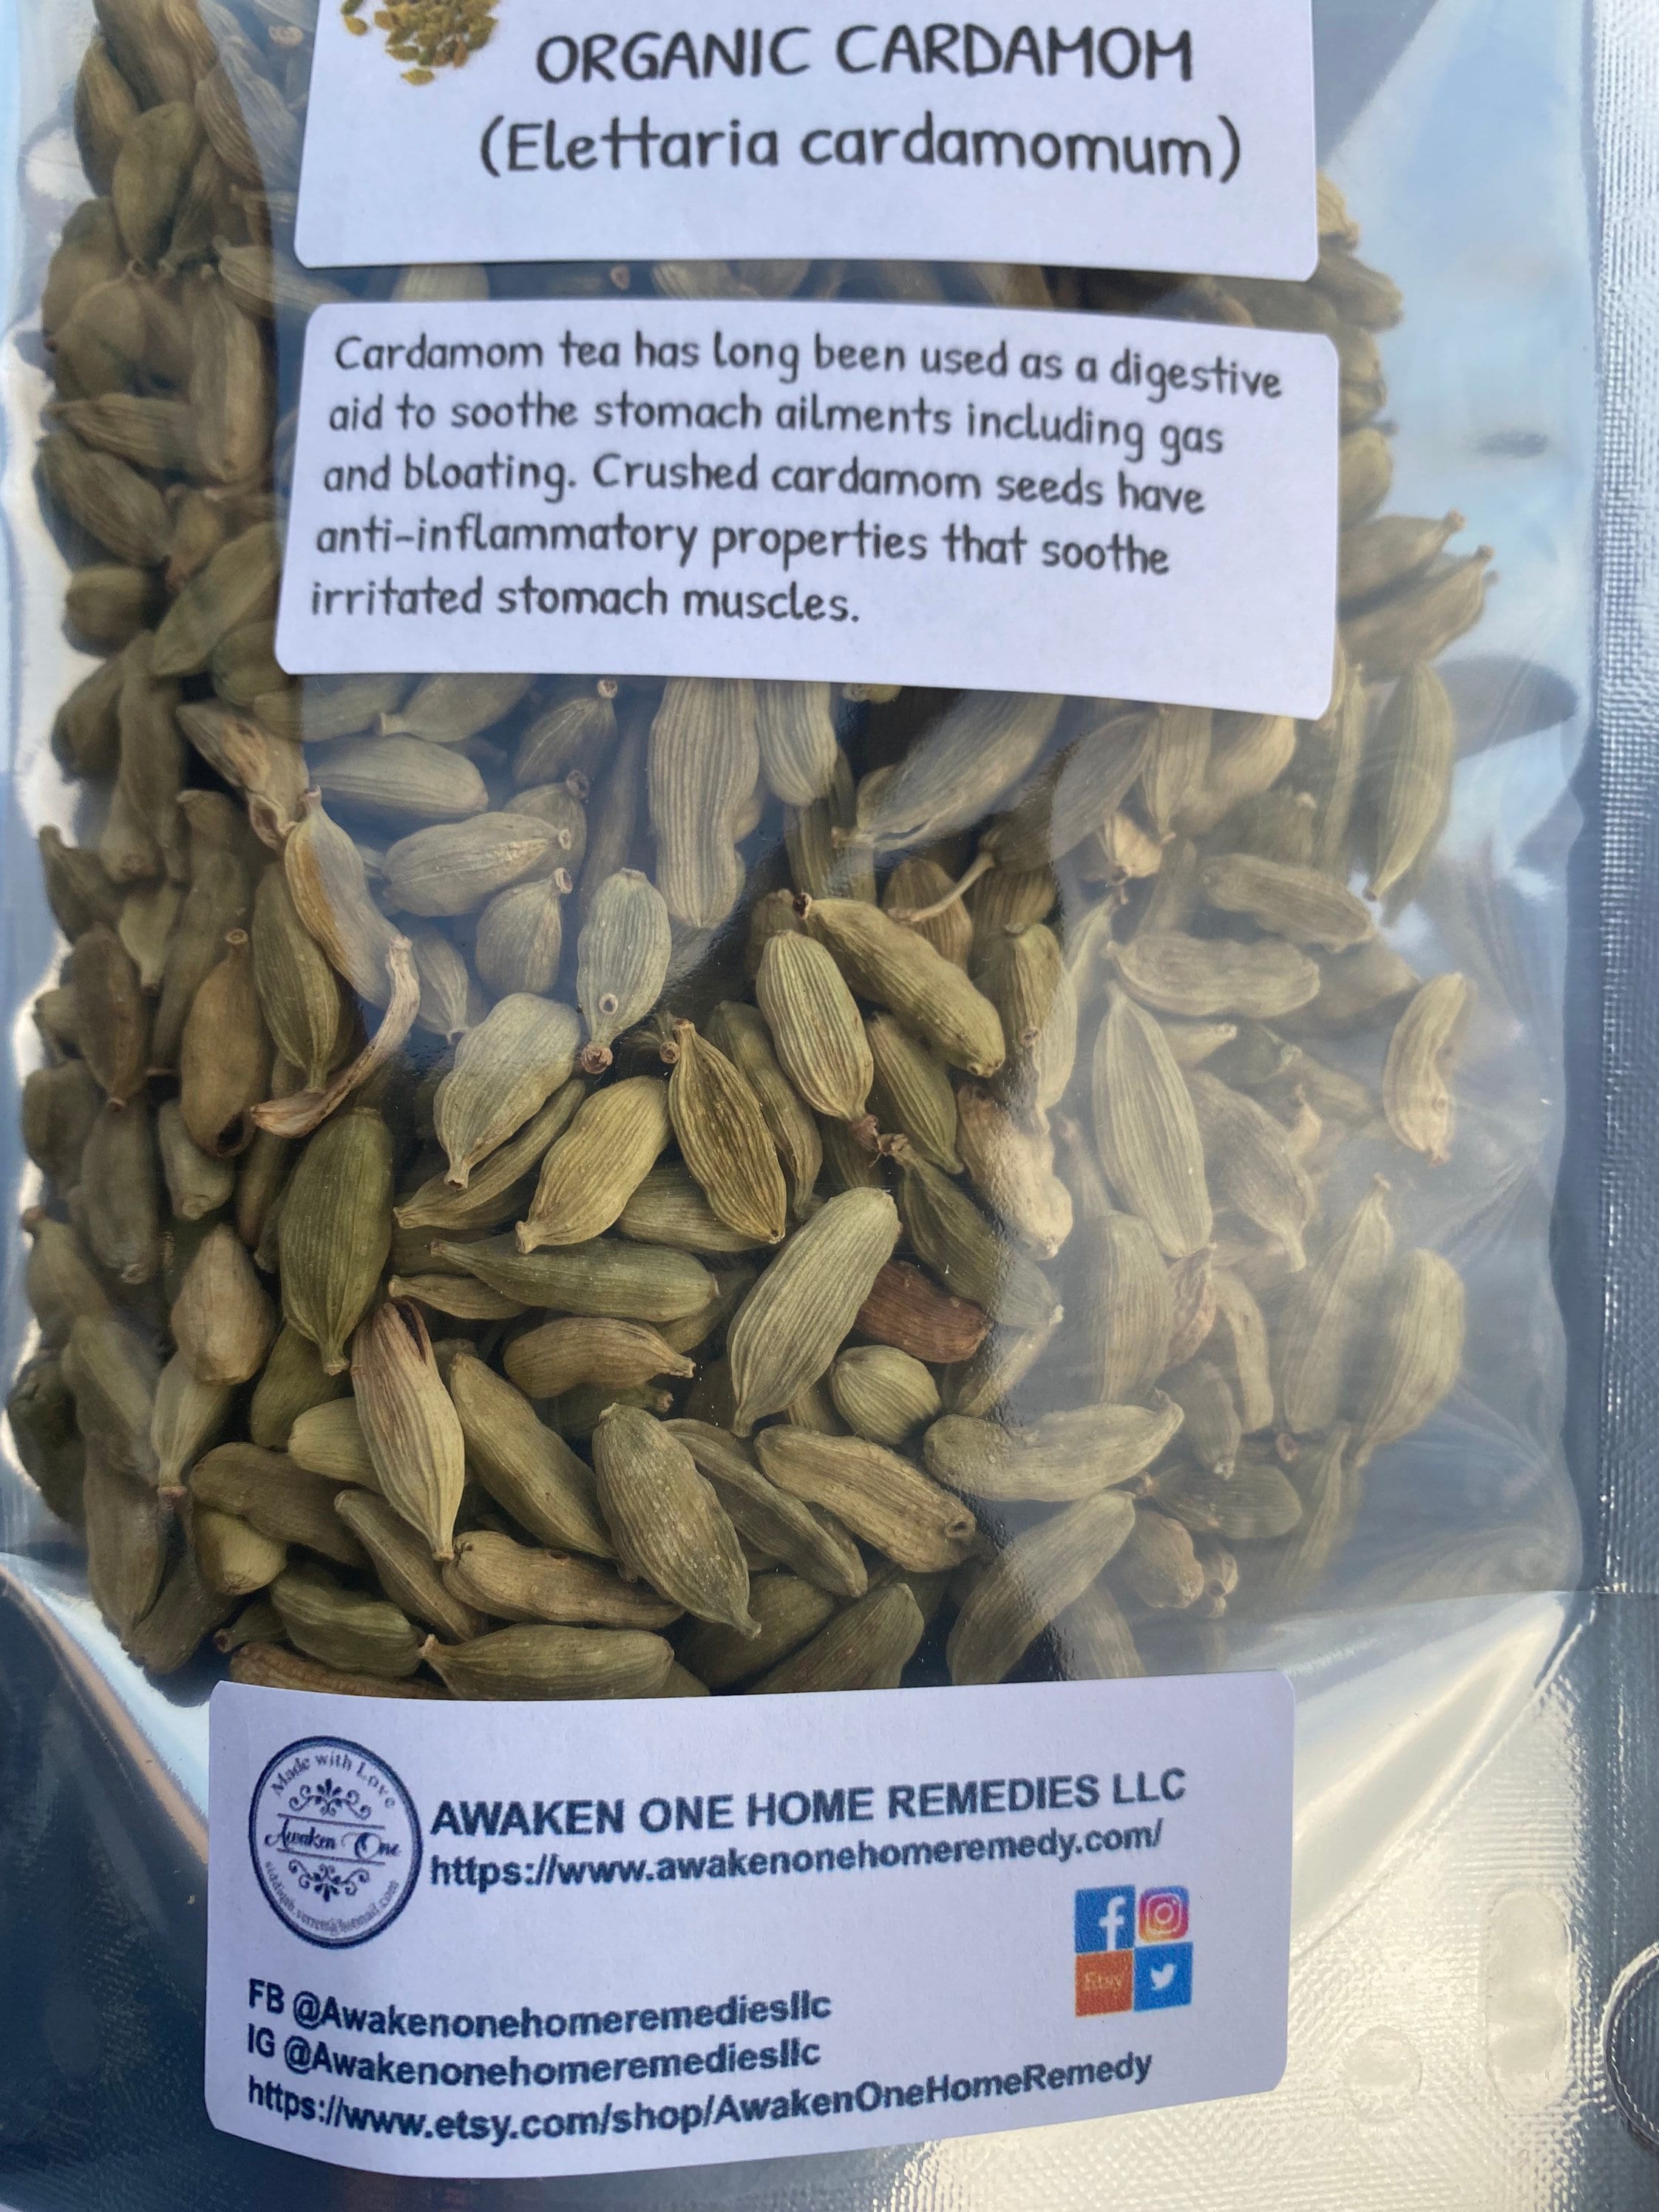 ORGANIC CARDAMOM
(Elettaria cardamomum)
Cardamom tea has long been used as a digestive
aid to soothe stomach ailments including gas
and bloating. Crushed cardamom seeds have
anti-inflammatory properties that soothe
irritated stomach muscles.
Made with Love
Awaken One
AWAKEN ONE HOME REMEDIES LLC
https://www.awakenonehomeremedy.com/
f
Etsy
FB @Awakenonehomeremediesllc
IG @Awakenonehomeremediesllc
https://www.etsy.com/shop/AwakenOneHomeRemedy